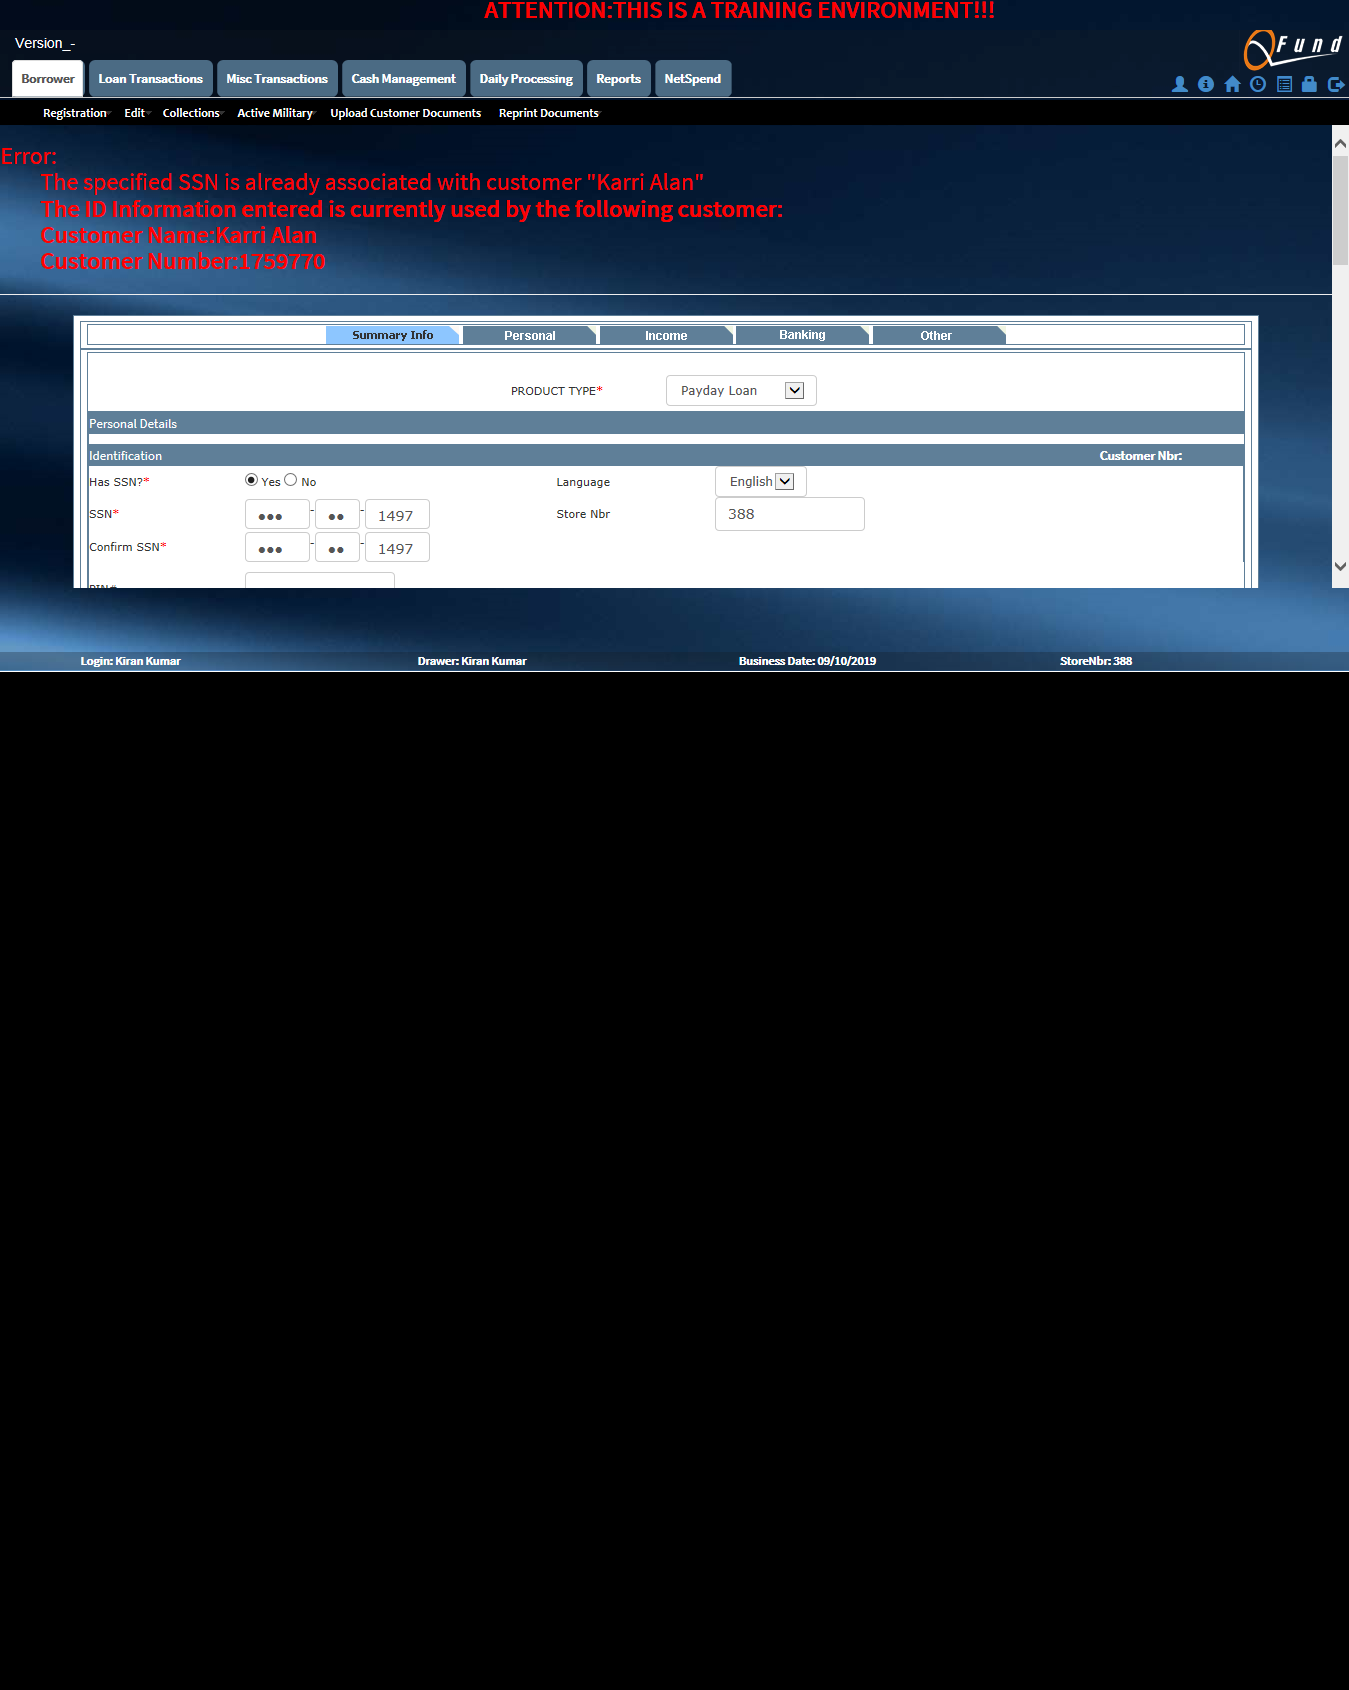 ATTENTION:THIS IS A TRAINING ENVIRONMENT!!!
Version_-
Fund
Borrower Loan Transactions Misc Transactions Cash Management Daily Processing Reports NetSpend
Registration Edit Collections Active Military Upload Customer Documents Reprint Documents
Error:
The specified SSN is already associated with customer "Karri Alan"
The ID Information entered is currently used by the following customer:
Customer Name:Karri Alan
Customer Number:1759770
Summary Info Personal Income Banking Other
PRODUCT TYPE* Payday Loan
Personal Details
Identification Customer Nbr:
Has SSN?* Yes No Language English
SSN* ●●● - ●● - 1497 Store Nbr 388
Confirm SSN* ●●● - ●● - 1497
Login: Kiran Kumar Drawer: Kiran Kumar Business Date: 09/10/2019 StoreNbr: 388